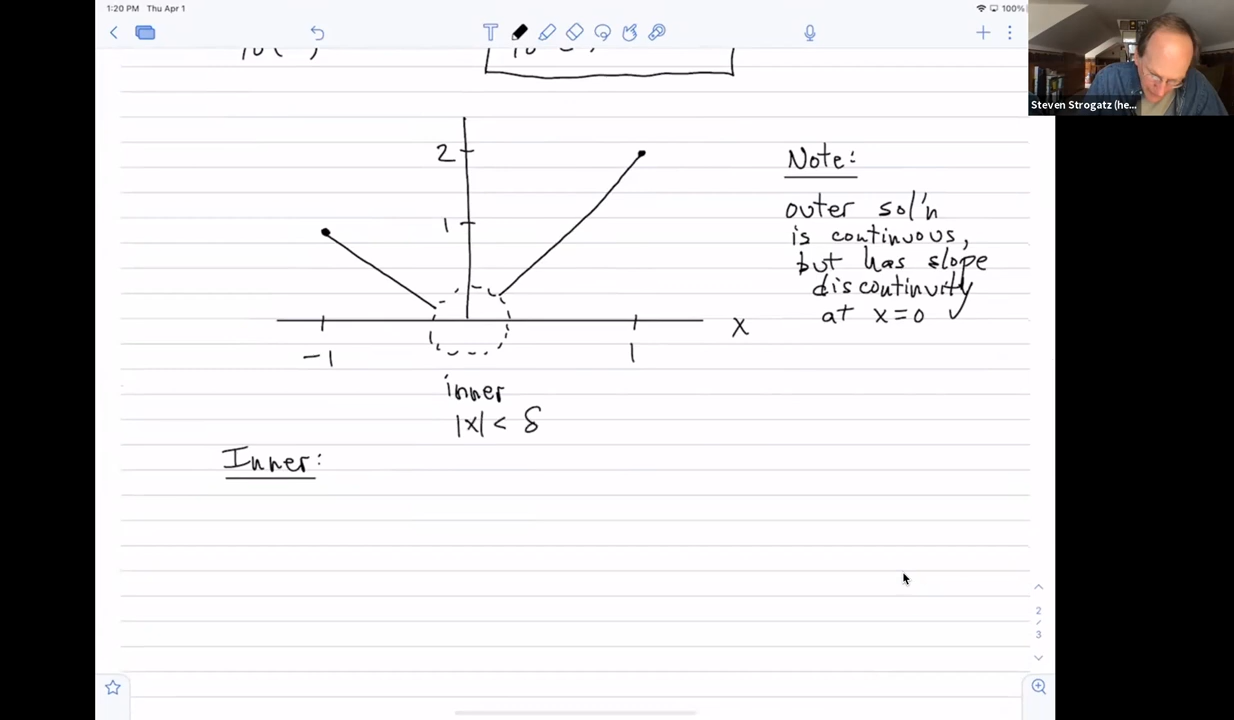 1:20 PM Thu Apr 1
100%
T
Steven Strogatz (he...
2
1
-1
1
x
Note:
outer sol'n
is continuous,
but has slope
discontinuity
at x=0
inner
|x| < δ
Inner:
2
/
3